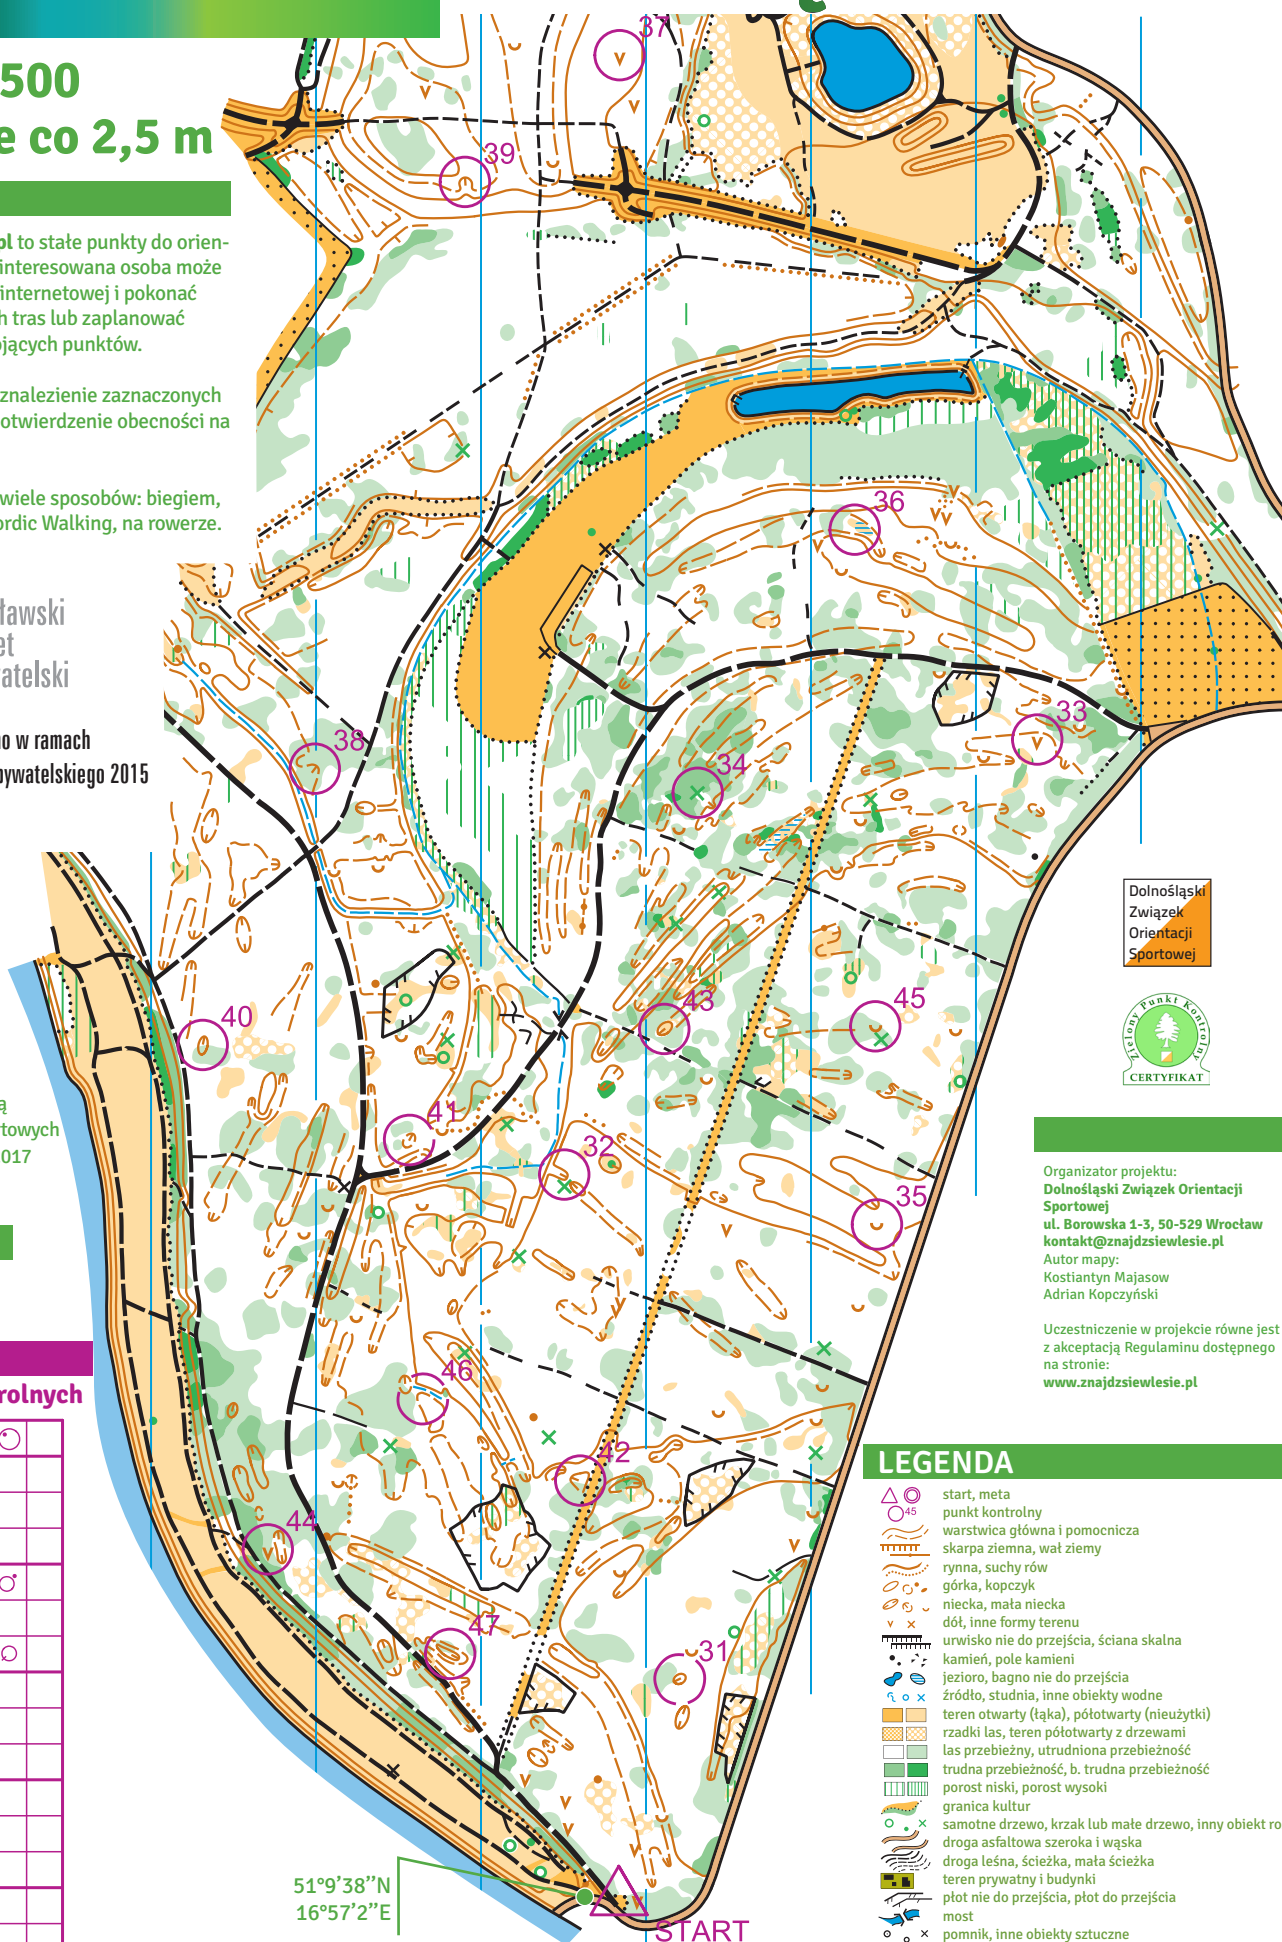 500
e co 2,5 m
pl to stałe punkty do orien-
interesowana osoba może
internetowej i pokonać
h tras lub zaplanować
ojących punktów.
znalezienie zaznaczonych
otwierdzenie obecności na
wiele sposobów: biegiem,
ordic Walking, na rowerze.
ławski
et
atelski
no w ramach
bywatelskiego 2015
ą
towych
017
rolnych
37
39
36
38
33
34
40
43
45
41
32
35
46
42
44
47
31
START
51°9'38''N
16°57'2''E
Dolnośląski
Związek
Orientacji
Sportowej
Zielony Punkt Kontrolny
CERTYFIKAT
Organizator projektu:
Dolnośląski Związek Orientacji
Sportowej
ul. Borowska 1-3, 50-529 Wrocław
kontakt@znajdzsiewlesie.pl
Autor mapy:
Kostiantyn Majasow
Adrian Kopczyński
Uczestniczenie w projekcie równe jest
z akceptacją Regulaminu dostępnego
na stronie:
www.znajdzsiewlesie.pl
LEGENDA
start, meta
45 punkt kontrolny
warstwica główna i pomocnicza
skarpa ziemna, wał ziemy
rynna, suchy rów
górka, kopczyk
niecka, mała niecka
dół, inne formy terenu
urwisko nie do przejścia, ściana skalna
kamień, pole kamieni
jezioro, bagno nie do przejścia
źródło, studnia, inne obiekty wodne
teren otwarty (łąka), półotwarty (nieużytki)
rzadki las, teren półotwarty z drzewami
las przebieżny, utrudniona przebieżność
trudna przebieżność, b. trudna przebieżność
porost niski, porost wysoki
granica kultur
samotne drzewo, krzak lub małe drzewo, inny obiekt ro
droga asfaltowa szeroka i wąska
droga leśna, ścieżka, mała ścieżka
teren prywatny i budynki
płot nie do przejścia, płot do przejścia
most
pomnik, inne obiekty sztuczne